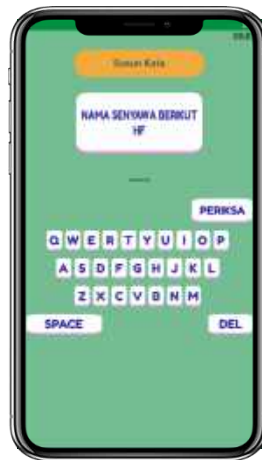 Susun Kata
NAMA SENYAWA BERIKUT
HF
PERIKSA
Q W E R T Y U I O P
A S D F G H J K L
Z X C V B N M
SPACE DEL